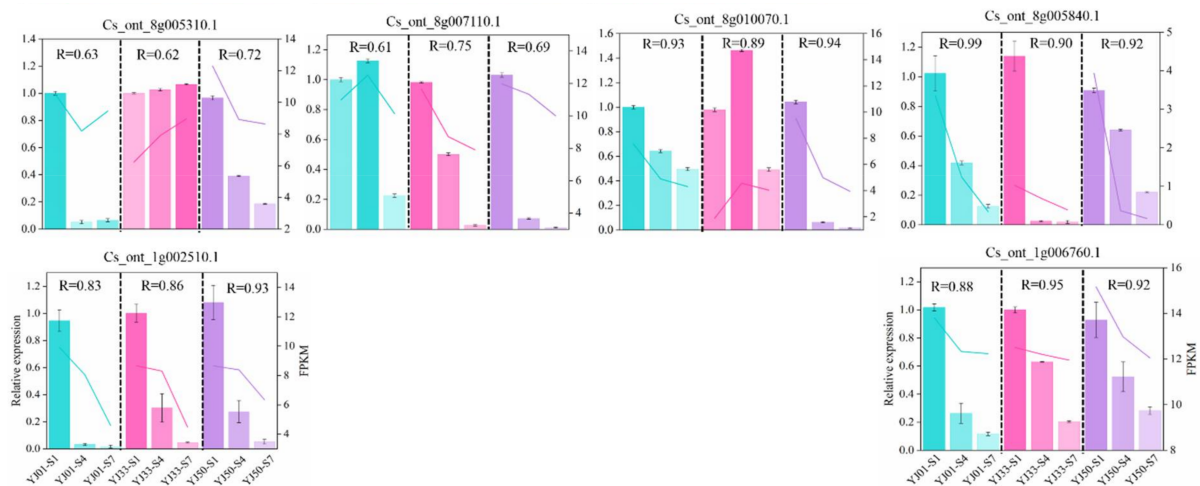 Cs_ont_8g005310.1
R=0.63 R=0.62 R=0.72
1.4 1.2 1.0 0.8 0.6 0.4 0.2 0.0
14 12 10 8 6 4 2
Cs_ont_8g007110.1
R=0.61 R=0.75 R=0.69
1.2 1.0 0.8 0.6 0.4 0.2 0.0
14 12 10 8 6 4
Cs_ont_8g010070.1
R=0.93 R=0.89 R=0.94
1.4 1.2 1.0 0.8 0.6 0.4 0.2 0.0
16 14 12 10 8 6 4 2
Cs_ont_8g005840.1
R=0.99 R=0.90 R=0.92
1.2 1.0 0.8 0.6 0.4 0.2 0.0
5 4 3 2 1 0
Cs_ont_1g002510.1
R=0.83 R=0.86 R=0.93
Relative expression
1.2 1.0 0.8 0.6 0.4 0.2 0.0
14 12 10 8 6 4
FPKM
YJ01-S1 YJ01-S4 YJ01-S7 YJ33-S1 YJ33-S4 YJ33-S7 YJ50-S1 YJ50-S4 YJ50-S7
Cs_ont_1g006760.1
R=0.88 R=0.95 R=0.92
Relative expression
1.2 1.0 0.8 0.6 0.4 0.2 0.0
16 14 12 10 8
FPKM
YJ01-S1 YJ01-S4 YJ01-S7 YJ33-S1 YJ33-S4 YJ33-S7 YJ50-S1 YJ50-S4 YJ50-S7